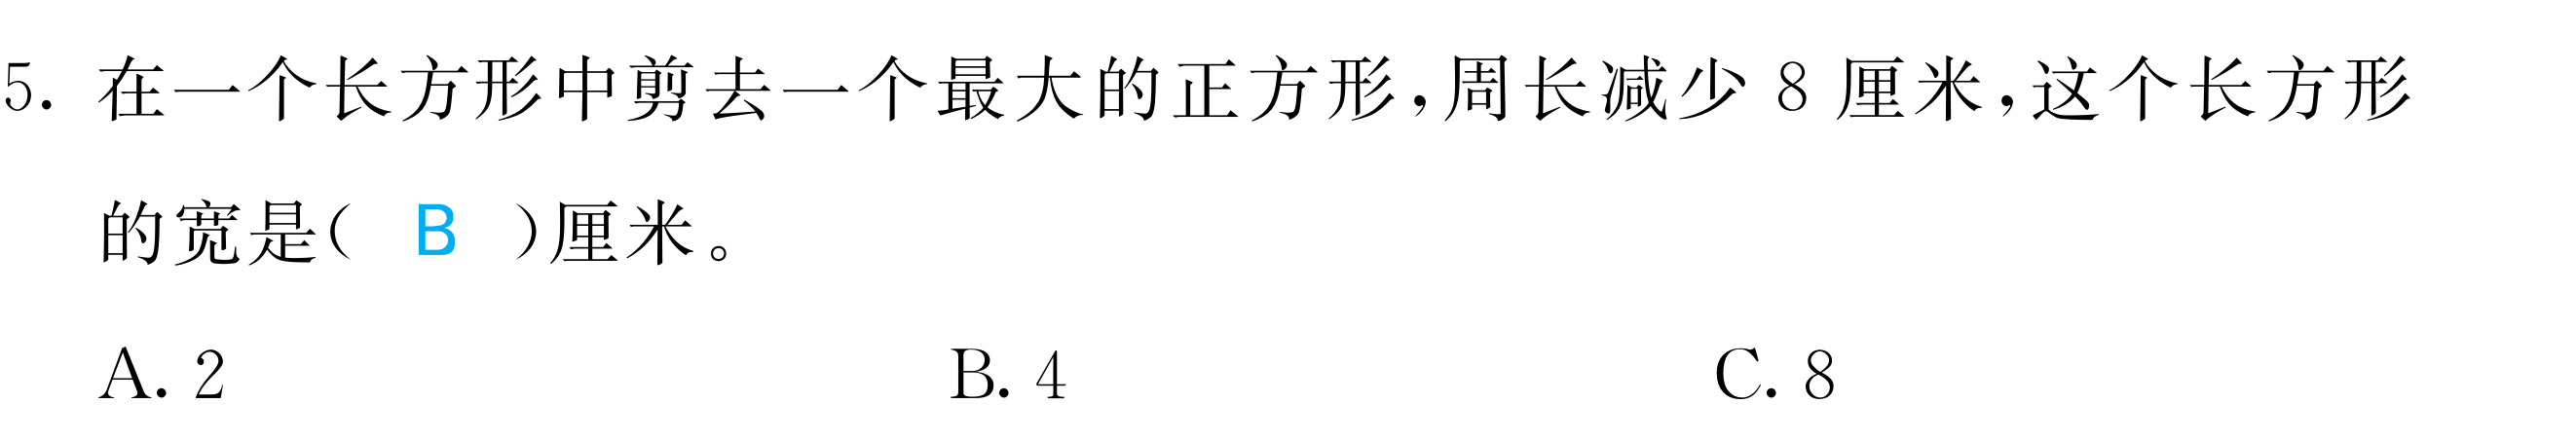 5. 在一个长方形中剪去一个最大的正方形,周长减少 8 厘米,这个长方形
的宽是( B )厘米。
A. 2 B. 4 C. 8